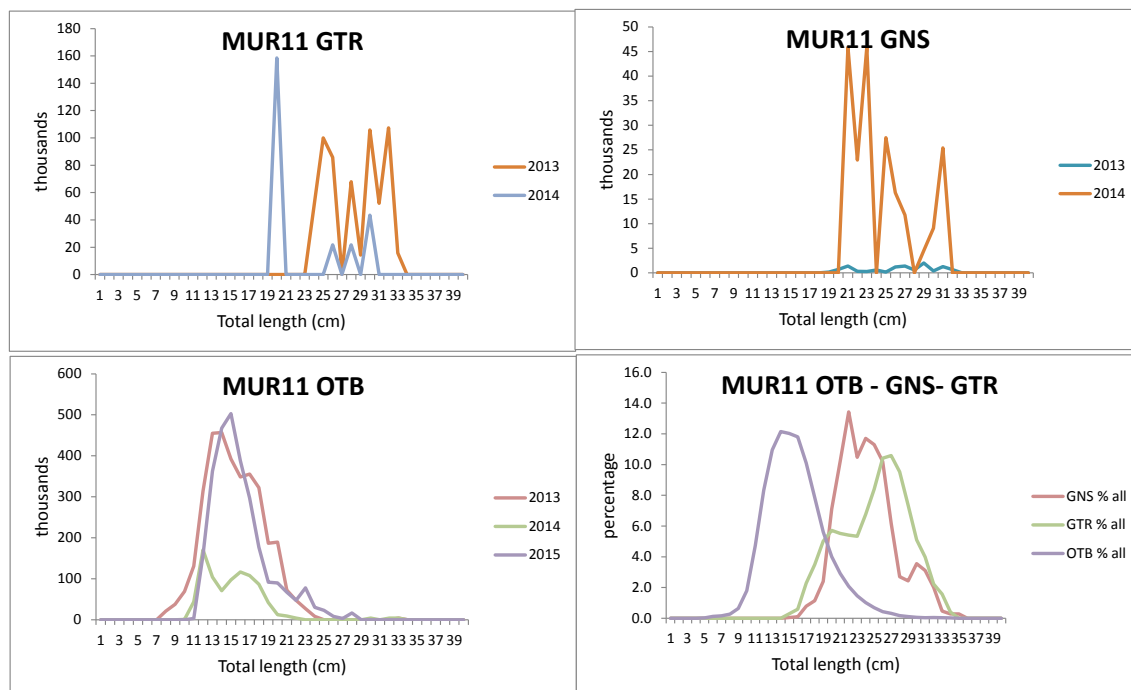 MUR11 GTR
180
160
140
120
100
80
60
40
20
0
thousands
1 3 5 7 9 11 13 15 17 19 21 23 25 27 29 31 33 35 37 39
Total length (cm)
2013
2014
MUR11 GNS
50
45
40
35
30
25
20
15
10
5
0
thousands
1 3 5 7 9 11 13 15 17 19 21 23 25 27 29 31 33 35 37 39
Total length (cm)
2013
2014
MUR11 OTB
600
500
400
300
200
100
0
thousands
1 3 5 7 9 11 13 15 17 19 21 23 25 27 29 31 33 35 37 39
Total length (cm)
2013
2014
2015
MUR11 OTB - GNS- GTR
16.0
14.0
12.0
10.0
8.0
6.0
4.0
2.0
0.0
percentage
1 3 5 7 9 11 13 15 17 19 21 23 25 27 29 31 33 35 37 39
Total length (cm)
GNS % all
GTR % all
OTB % all